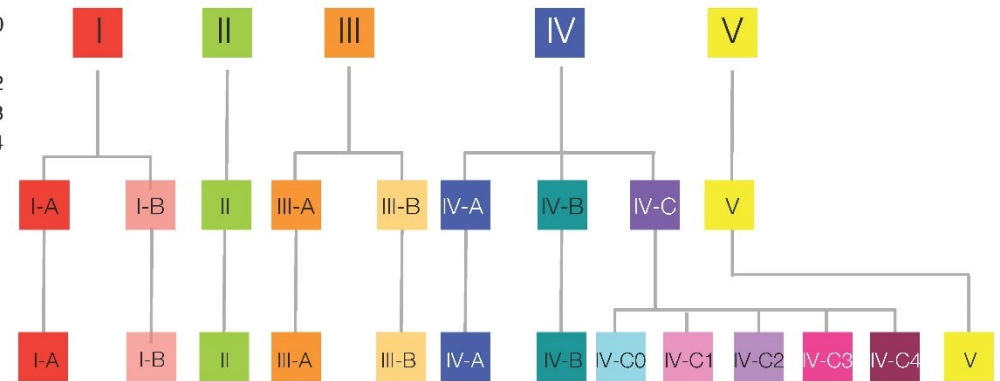 I II III IV V
I-A I-B II III-A III-B IV-A IV-B IV-C V
I-A I-B II III-A III-B IV-A IV-B IV-C0 IV-C1 IV-C2 IV-C3 IV-C4 V